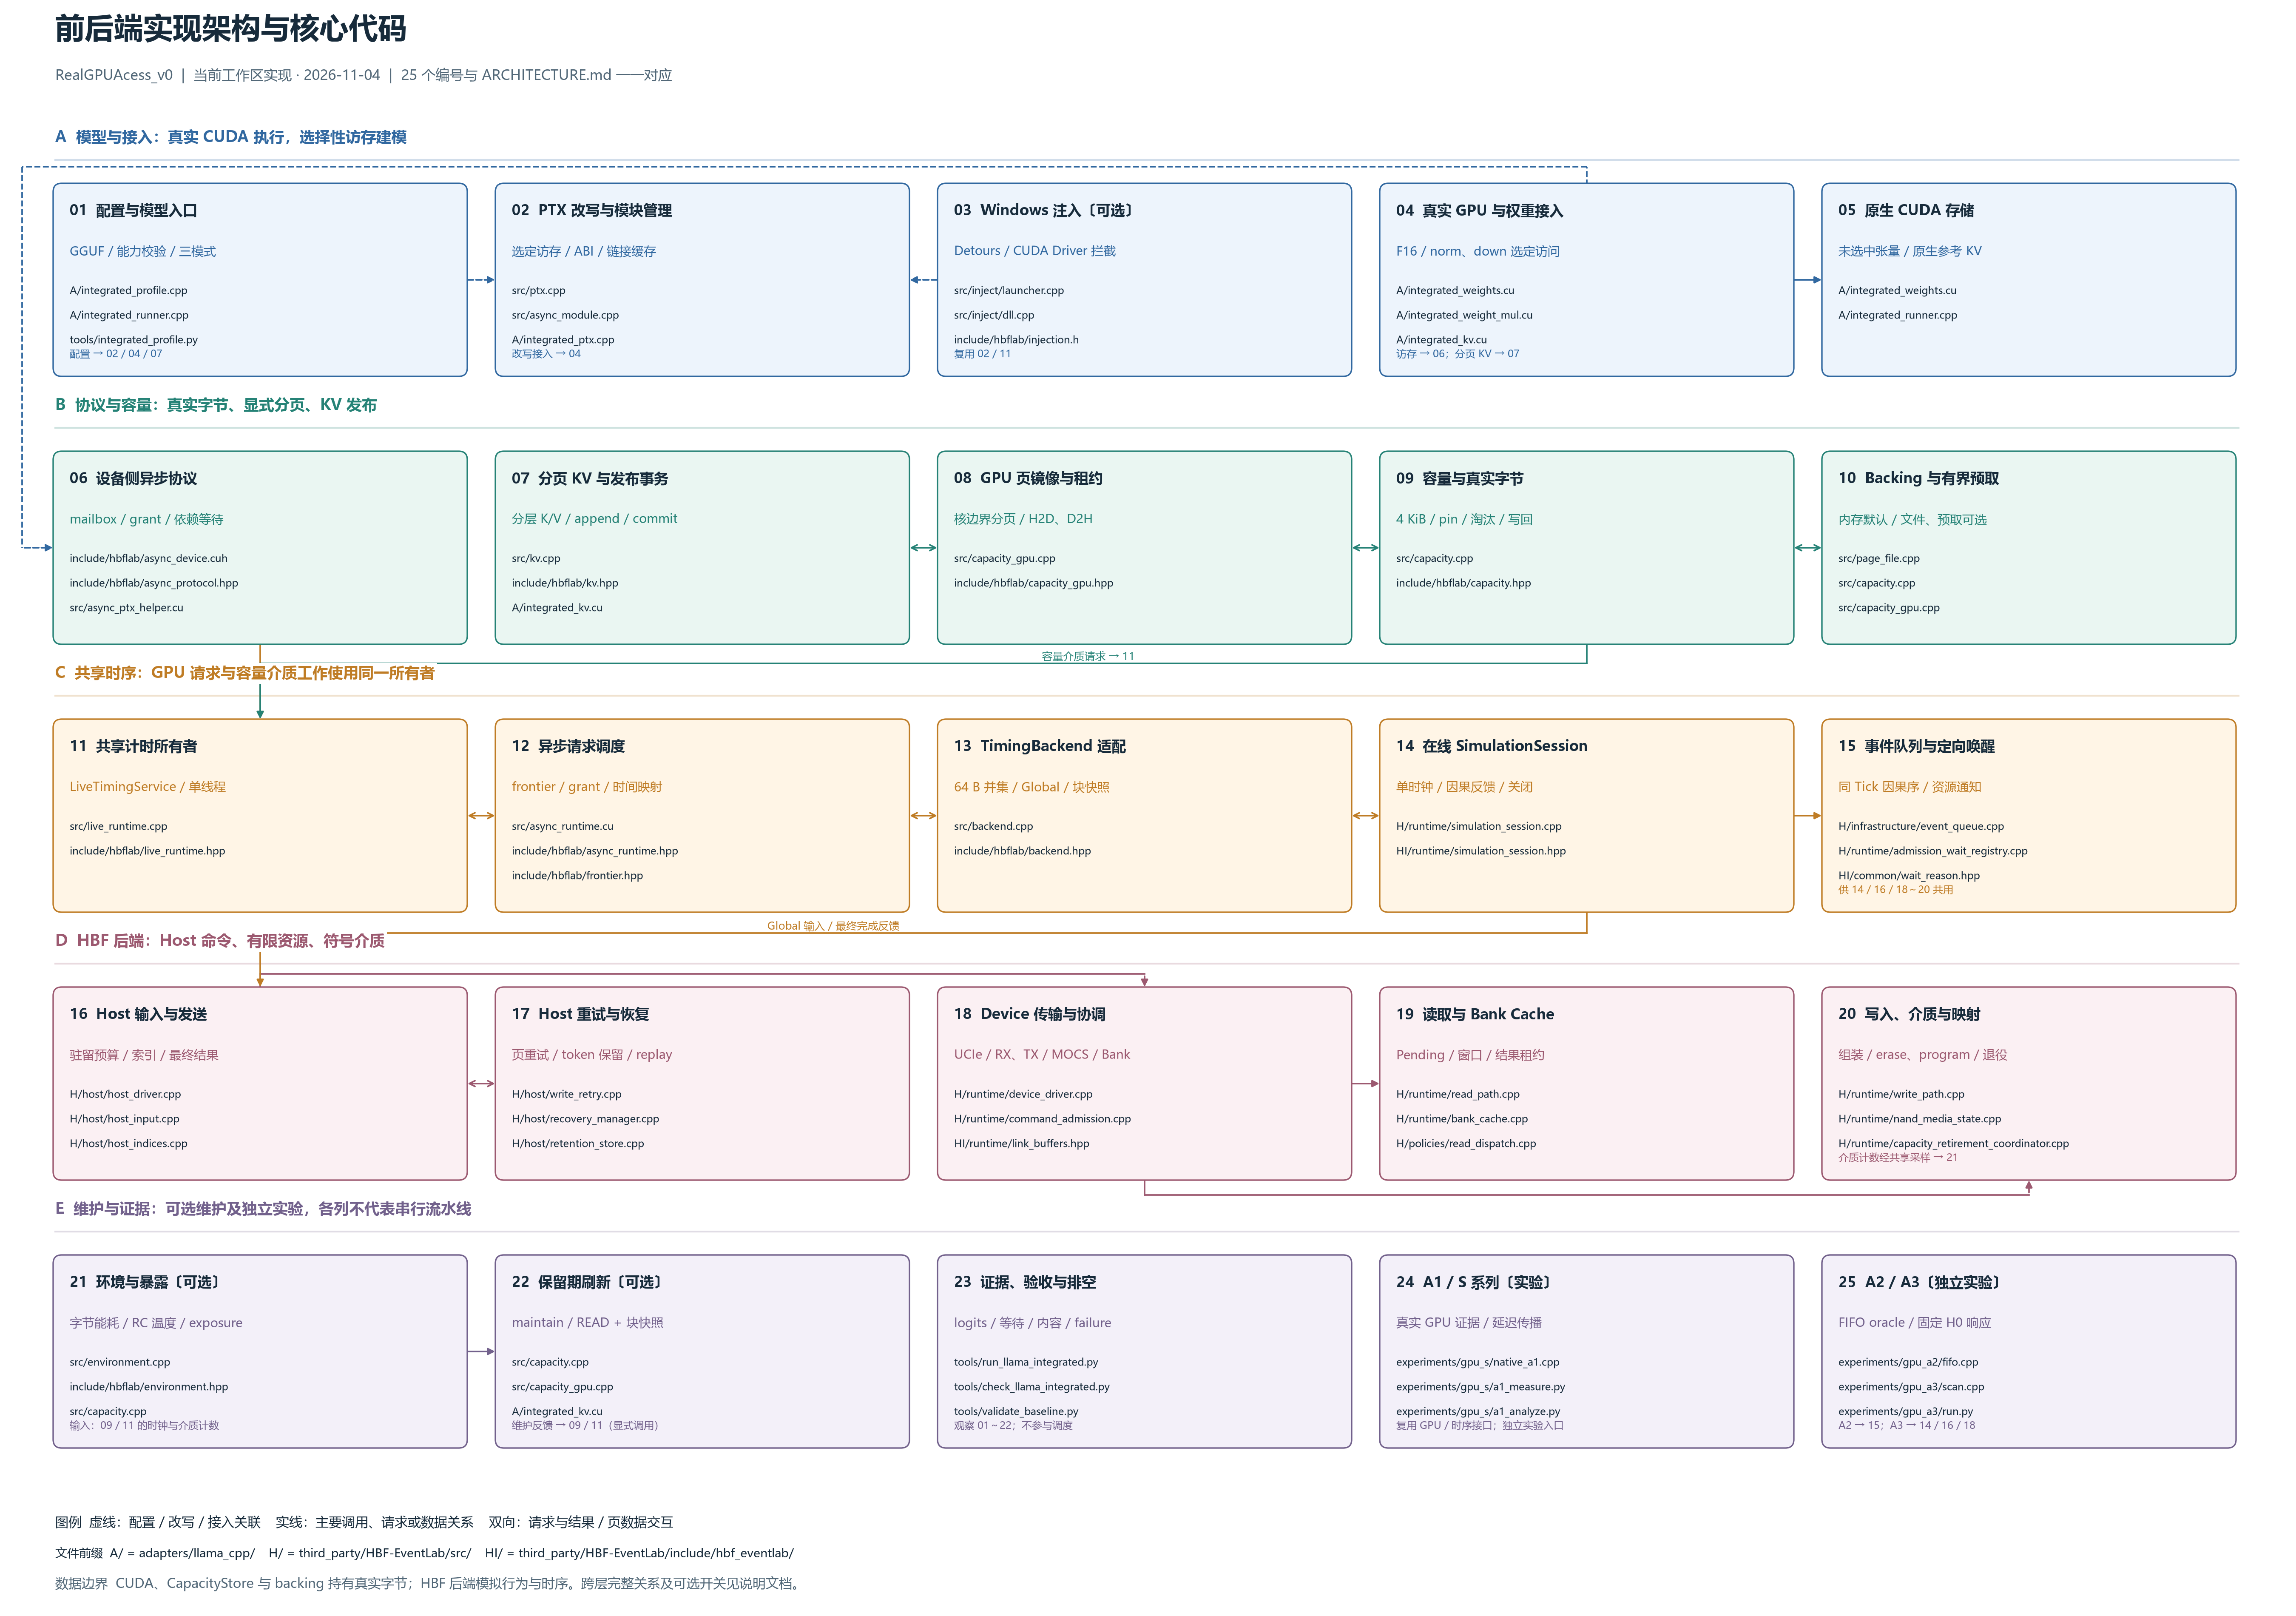 前后端实现架构与核心代码
RealGPUAcess_v0 | 当前工作区实现 · 2026-11-04 | 25 个编号与 ARCHITECTURE.md 一一对应
A 模型与接入：真实 CUDA 执行，选择性访存建模
01 配置与模型入口
GGUF / 能力校验 / 三模式
A/integrated_profile.cpp
A/integrated_runner.cpp
tools/integrated_profile.py
配置 → 02 / 04 / 07
02 PTX 改写与模块管理
选定访存 / ABI / 链接缓存
src/ptx.cpp
src/async_module.cpp
A/integrated_ptx.cpp
改写接入 → 04
03 Windows 注入〔可选〕
Detours / CUDA Driver 拦截
src/inject/launcher.cpp
src/inject/dll.cpp
include/hbflab/injection.h
复用 02 / 11
04 真实 GPU 与权重接入
F16 / norm、down 选定访问
A/integrated_weights.cu
A/integrated_weight_mul.cu
A/integrated_kv.cu
访存 → 06；分页 KV → 07
05 原生 CUDA 存储
未选中张量 / 原生参考 KV
A/integrated_weights.cu
A/integrated_runner.cpp
B 协议与容量：真实字节、显式分页、KV 发布
06 设备侧异步协议
mailbox / grant / 依赖等待
include/hbflab/async_device.cuh
include/hbflab/async_protocol.hpp
src/async_ptx_helper.cu
07 分页 KV 与发布事务
分层 K/V / append / commit
src/kv.cpp
include/hbflab/kv.hpp
A/integrated_kv.cu
08 GPU 页镜像与租约
核边界分页 / H2D、D2H
src/capacity_gpu.cpp
include/hbflab/capacity_gpu.hpp
09 容量与真实字节
4 KiB / pin / 淘汰 / 写回
src/capacity.cpp
include/hbflab/capacity.hpp
10 Backing 与有界预取
内存默认 / 文件、预取可选
src/page_file.cpp
src/capacity.cpp
src/capacity_gpu.cpp
容量介质请求 → 11
C 共享时序：GPU 请求与容量介质工作使用同一所有者
11 共享计时所有者
LiveTimingService / 单线程
src/live_runtime.cpp
include/hbflab/live_runtime.hpp
12 异步请求调度
frontier / grant / 时间映射
src/async_runtime.cu
include/hbflab/async_runtime.hpp
include/hbflab/frontier.hpp
13 TimingBackend 适配
64 B 并集 / Global / 块快照
src/backend.cpp
include/hbflab/backend.hpp
14 在线 SimulationSession
单时钟 / 因果反馈 / 关闭
H/runtime/simulation_session.cpp
HI/runtime/simulation_session.hpp
15 事件队列与定向唤醒
同 Tick 因果序 / 资源通知
H/infrastructure/event_queue.cpp
H/runtime/admission_wait_registry.cpp
HI/common/wait_reason.hpp
供 14 / 16 / 18～20 共用
Global 输入 / 最终完成反馈
D HBF 后端：Host 命令、有限资源、符号介质
16 Host 输入与发送
驻留预算 / 索引 / 最终结果
H/host/host_driver.cpp
H/host/host_input.cpp
H/host/host_indices.cpp
17 Host 重试与恢复
页重试 / token 保留 / replay
H/host/write_retry.cpp
H/host/recovery_manager.cpp
H/host/retention_store.cpp
18 Device 传输与协调
UCIe / RX、TX / MOCS / Bank
H/runtime/device_driver.cpp
H/runtime/command_admission.cpp
HI/runtime/link_buffers.hpp
19 读取与 Bank Cache
Pending / 窗口 / 结果租约
H/runtime/read_path.cpp
H/runtime/bank_cache.cpp
H/policies/read_dispatch.cpp
20 写入、介质与映射
组装 / erase、program / 退役
H/runtime/write_path.cpp
H/runtime/nand_media_state.cpp
H/runtime/capacity_retirement_coordinator.cpp
介质计数经共享采样 → 21
E 维护与证据：可选维护及独立实验，各列不代表串行流水线
21 环境与暴露〔可选〕
字节能耗 / RC 温度 / exposure
src/environment.cpp
include/hbflab/environment.hpp
src/capacity.cpp
输入：09 / 11 的时钟与介质计数
22 保留期刷新〔可选〕
maintain / READ + 块快照
src/capacity.cpp
src/capacity_gpu.cpp
A/integrated_kv.cu
维护反馈 → 09 / 11（显式调用）
23 证据、验收与排空
logits / 等待 / 内容 / failure
tools/run_llama_integrated.py
tools/check_llama_integrated.py
tools/validate_baseline.py
观察 01～22；不参与调度
24 A1 / S 系列〔实验〕
真实 GPU 证据 / 延迟传播
experiments/gpu_s/native_a1.cpp
experiments/gpu_s/a1_measure.py
experiments/gpu_s/a1_analyze.py
复用 GPU / 时序接口；独立实验入口
25 A2 / A3〔独立实验〕
FIFO oracle / 固定 H0 响应
experiments/gpu_a2/fifo.cpp
experiments/gpu_a3/scan.cpp
experiments/gpu_a3/run.py
A2 → 15；A3 → 14 / 16 / 18
图例 虚线：配置 / 改写 / 接入关联 实线：主要调用、请求或数据关系 双向：请求与结果 / 页数据交互
文件前缀 A/ = adapters/llama_cpp/ H/ = third_party/HBF-EventLab/src/ HI/ = third_party/HBF-EventLab/include/hbf_eventlab/
数据边界 CUDA、CapacityStore 与 backing 持有真实字节；HBF 后端模拟行为与时序。跨层完整关系及可选开关见说明文档。